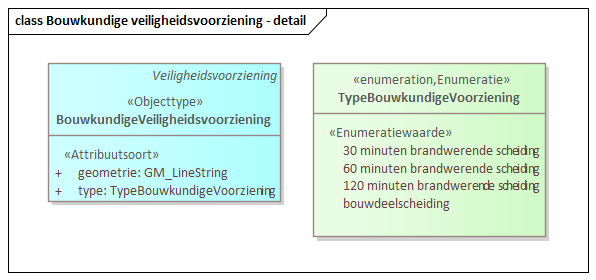 class Bouwkundige veiligheidsvoorziening - detail
Veiligheidsvoorziening
«Objecttype»
BouwkundigeVeiligheidsvoorziening
«Attribuutsoort»
+ geometrie: GM_LineString
+ type: TypeBouwkundigeVoorziening
«enumeration,Enumeratie»
TypeBouwkundigeVoorziening
«Enumeratiewaarde»
30 minuten brandwerende scheiding
60 minuten brandwerende scheiding
120 minuten brandwerende scheiding
bouwdeelscheiding